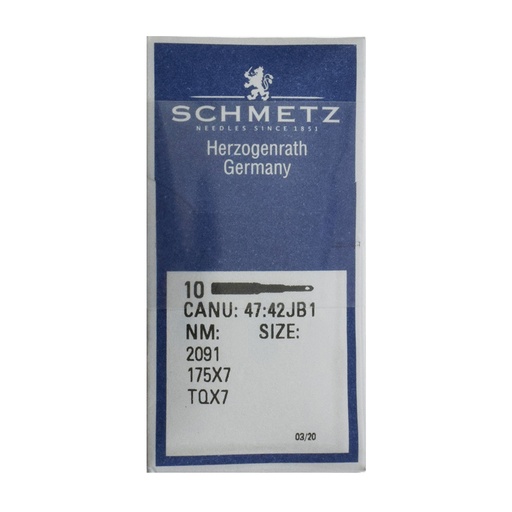 SCHMETZ
NEEDLES SINCE 1851
Herzogenrath
Germany
10
CANU: 47:42JB1
NM: SIZE:
2091
175X7
TQX7
03/20